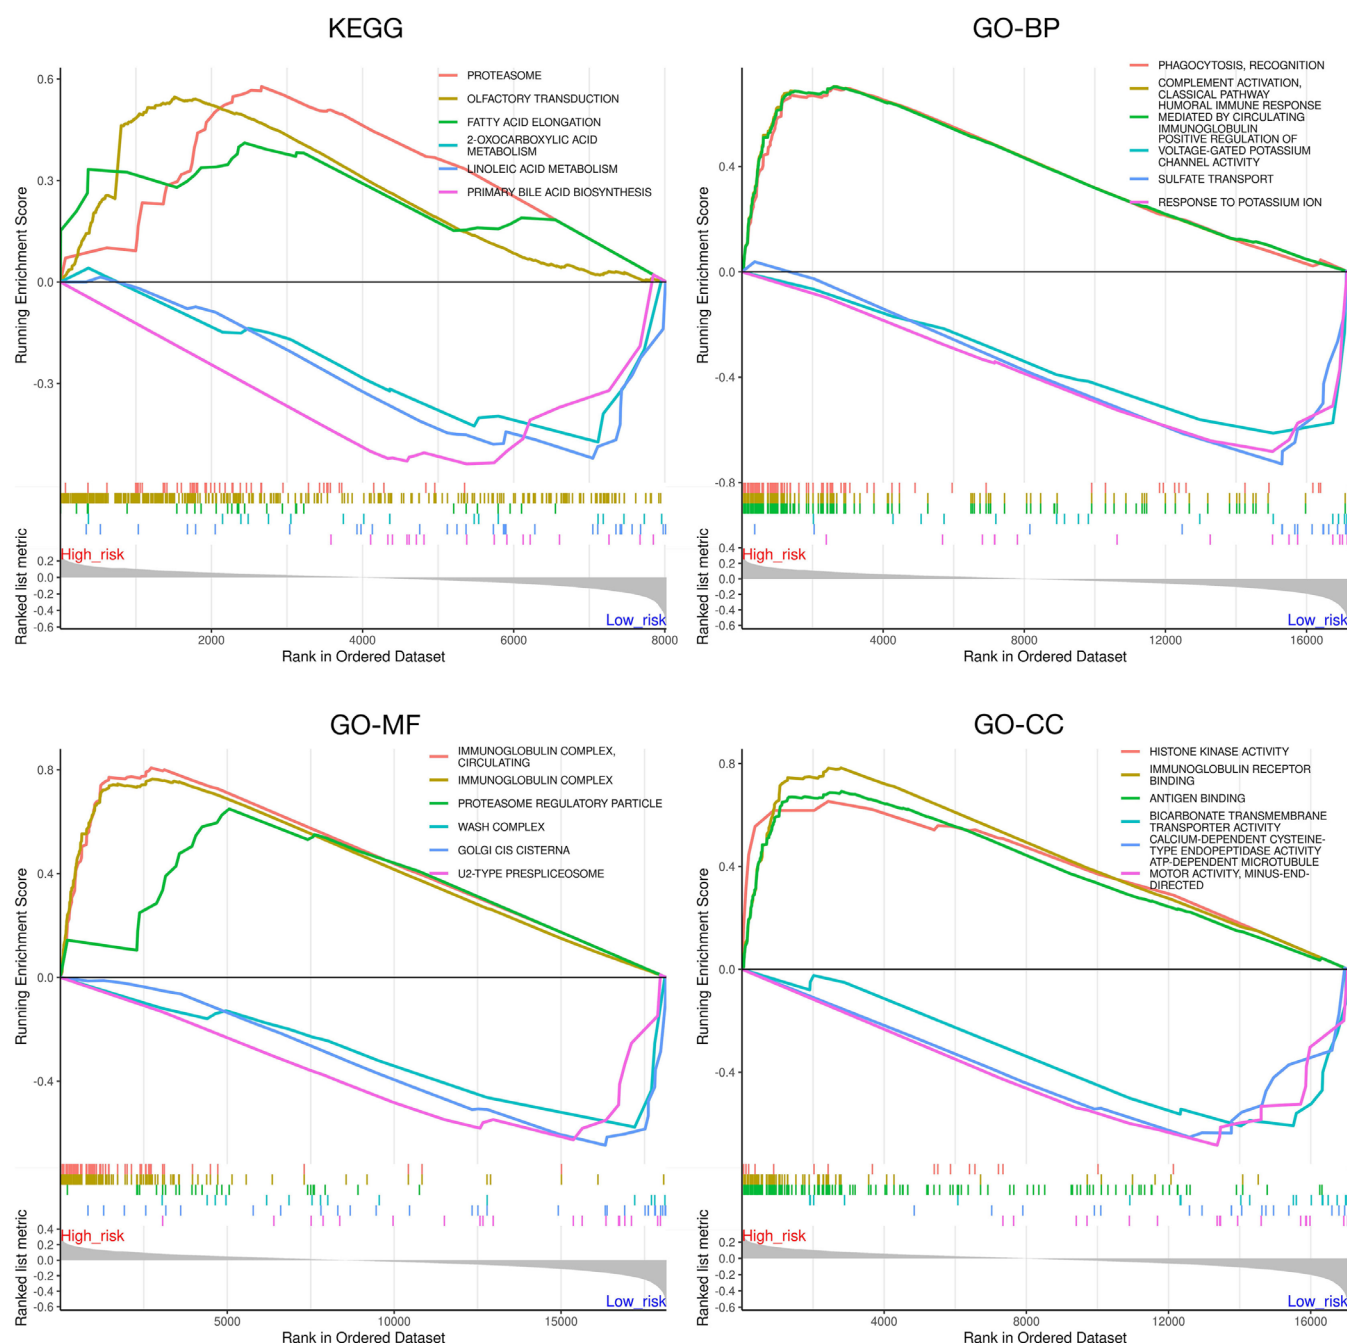 KEGG
0.6
0.3
0.0
-0.3
Running Enrichment Score
PROTEASOME
OLFACTORY TRANSDUCTION
FATTY ACID ELONGATION
2-OXOCARBOXYLIC ACID
METABOLISM
LINOLEIC ACID METABOLISM
PRIMARY BILE ACID BIOSYNTHESIS
Ranked list metric
0.2
0.0
-0.2
-0.4
-0.6
High_risk
Low_risk
2000
4000
6000
8000
Rank in Ordered Dataset
GO-BP
0.4
0.0
-0.4
-0.8
Running Enrichment Score
PHAGOCYTOSIS, RECOGNITION
COMPLEMENT ACTIVATION,
CLASSICAL PATHWAY
HUMORAL IMMUNE RESPONSE
MEDIATED BY CIRCULATING
IMMUNOGLOBULIN
POSITIVE REGULATION OF
VOLTAGE-GATED POTASSIUM
CHANNEL ACTIVITY
SULFATE TRANSPORT
RESPONSE TO POTASSIUM ION
Ranked list metric
0.4
0.2
0.0
-0.2
-0.4
-0.6
High_risk
Low_risk
4000
8000
12000
16000
Rank in Ordered Dataset
GO-MF
0.8
0.4
0.0
-0.4
Running Enrichment Score
IMMUNOGLOBULIN COMPLEX,
CIRCULATING
IMMUNOGLOBULIN COMPLEX
PROTEASOME REGULATORY PARTICLE
WASH COMPLEX
GOLGI CIS CISTERNA
U2-TYPE PRESPLICEOSOME
Ranked list metric
0.4
0.2
0.0
-0.2
-0.4
-0.6
High_risk
Low_risk
5000
10000
15000
Rank in Ordered Dataset
GO-CC
0.8
0.4
0.0
-0.4
Running Enrichment Score
HISTONE KINASE ACTIVITY
IMMUNOGLOBULIN RECEPTOR
BINDING
ANTIGEN BINDING
BICARBONATE TRANSMEMBRANE
TRANSPORTER ACTIVITY
CALCIUM-DEPENDENT CYSTEINE-
TYPE ENDOPEPTIDASE ACTIVITY
ATP-DEPENDENT MICROTUBULE
MOTOR ACTIVITY, MINUS-END-
DIRECTED
Ranked list metric
0.2
0.0
-0.2
-0.4
-0.6
High_risk
Low_risk
4000
8000
12000
16000
Rank in Ordered Dataset